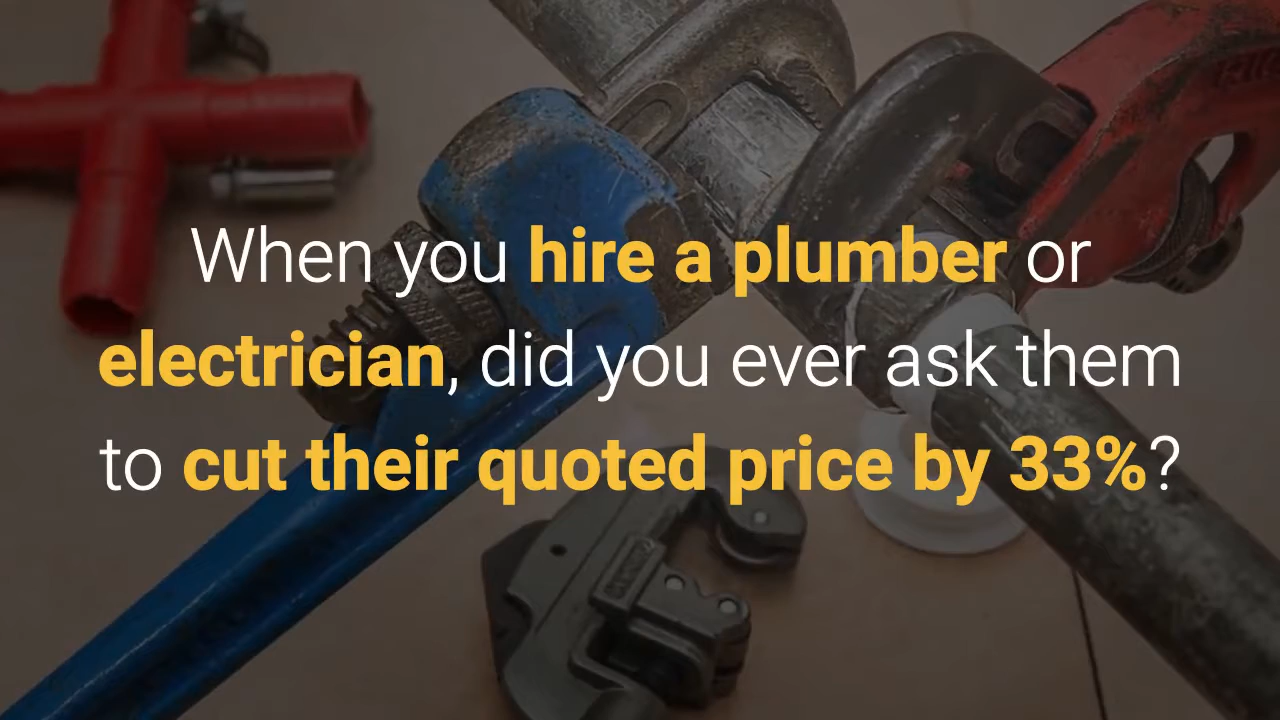 When you hire a plumber or
electrician, did you ever ask them
to cut their quoted price by 33%?